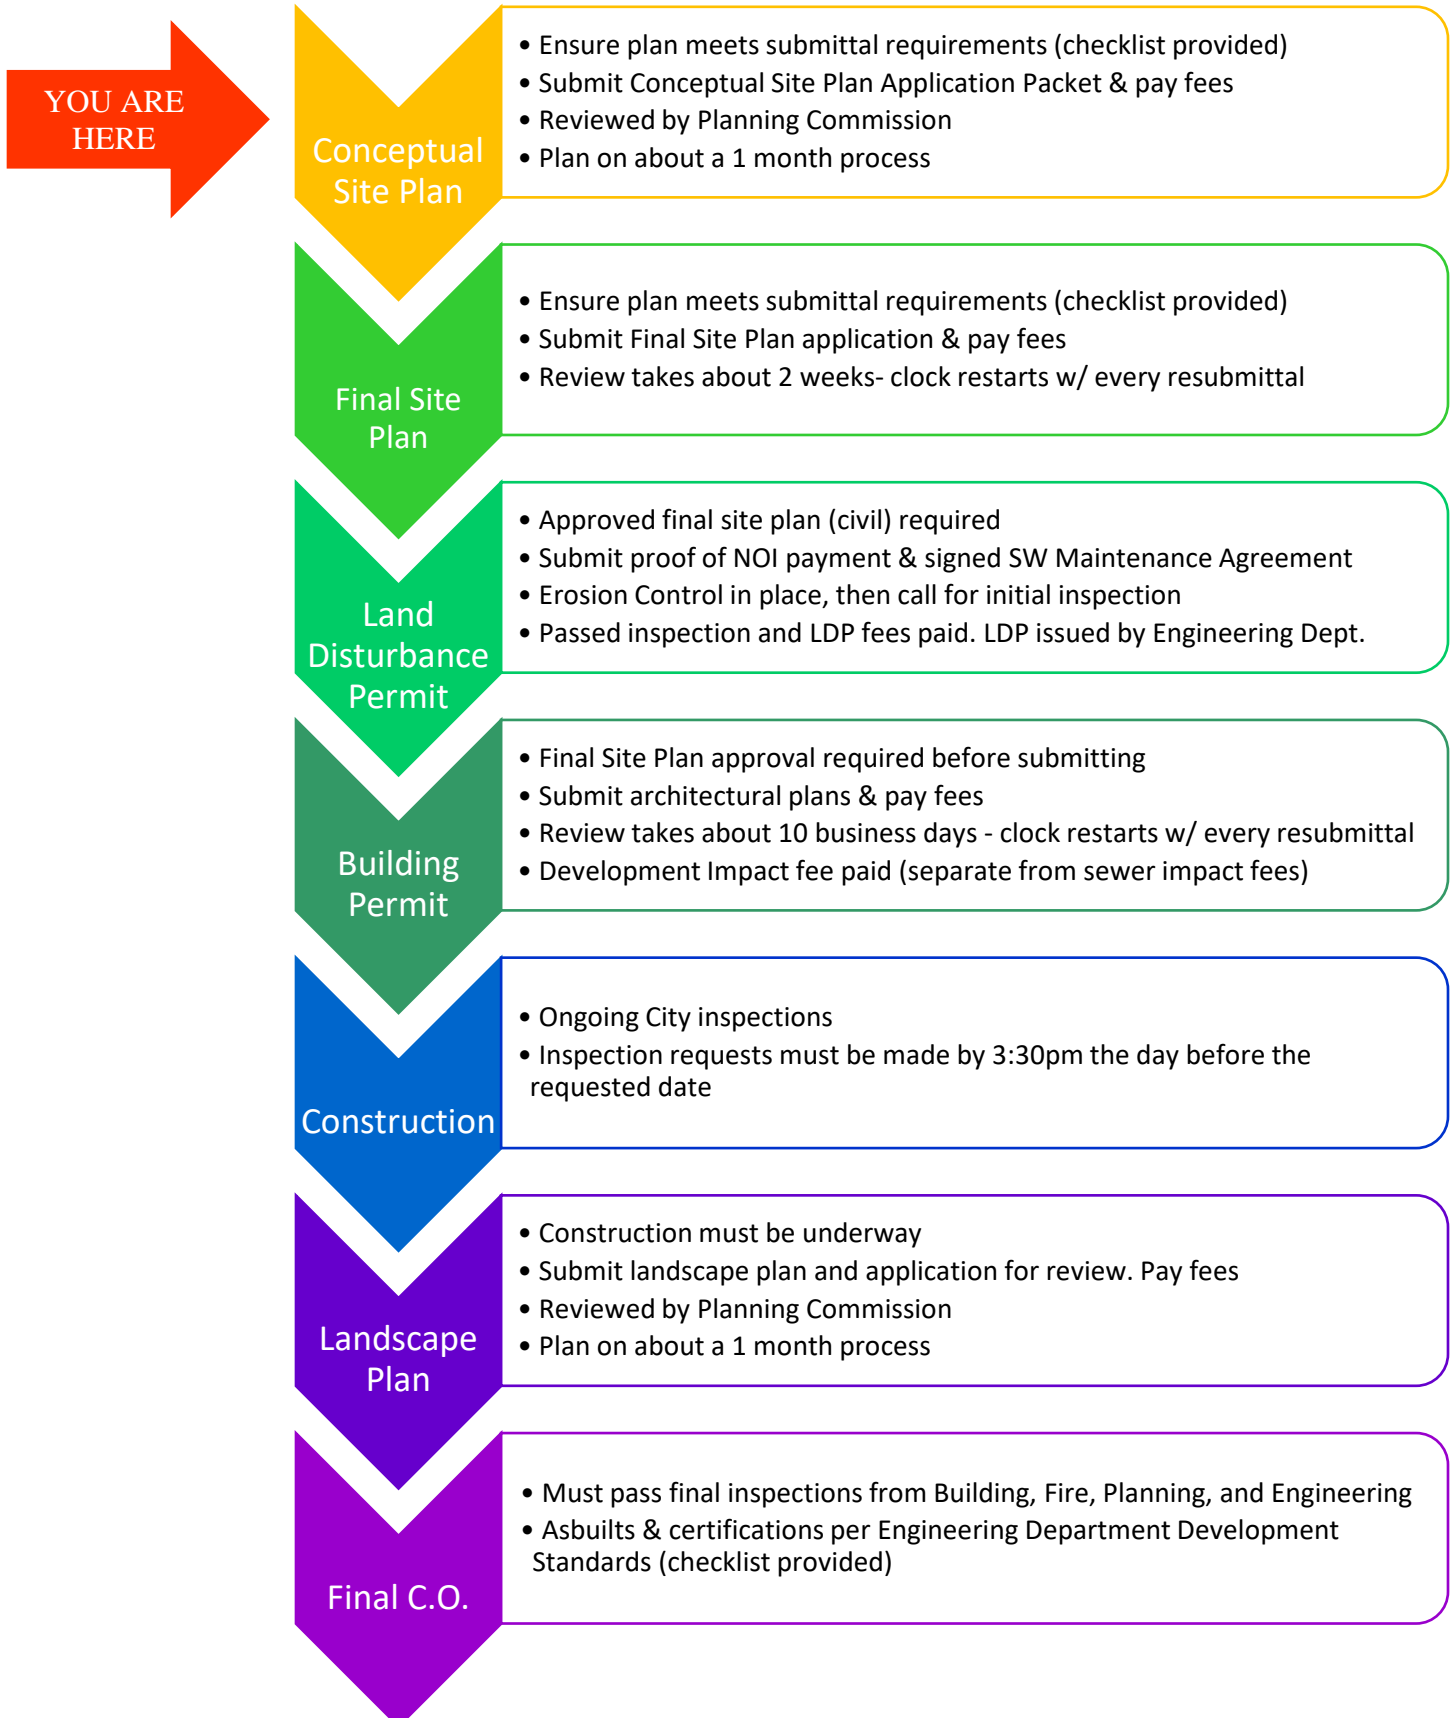 YOU ARE
HERE
Conceptual
Site Plan
• Ensure plan meets submittal requirements (checklist provided)
• Submit Conceptual Site Plan Application Packet & pay fees
• Reviewed by Planning Commission
• Plan on about a 1 month process
Final Site
Plan
• Ensure plan meets submittal requirements (checklist provided)
• Submit Final Site Plan application & pay fees
• Review takes about 2 weeks- clock restarts w/ every resubmittal
Land
Disturbance
Permit
• Approved final site plan (civil) required
• Submit proof of NOI payment & signed SW Maintenance Agreement
• Erosion Control in place, then call for initial inspection
• Passed inspection and LDP fees paid. LDP issued by Engineering Dept.
Building
Permit
• Final Site Plan approval required before submitting
• Submit architectural plans & pay fees
• Review takes about 10 business days - clock restarts w/ every resubmittal
• Development Impact fee paid (separate from sewer impact fees)
Construction
• Ongoing City inspections
• Inspection requests must be made by 3:30pm the day before the
requested date
Landscape
Plan
• Construction must be underway
• Submit landscape plan and application for review. Pay fees
• Reviewed by Planning Commission
• Plan on about a 1 month process
Final C.O.
• Must pass final inspections from Building, Fire, Planning, and Engineering
• Asbuilts & certifications per Engineering Department Development
Standards (checklist provided)